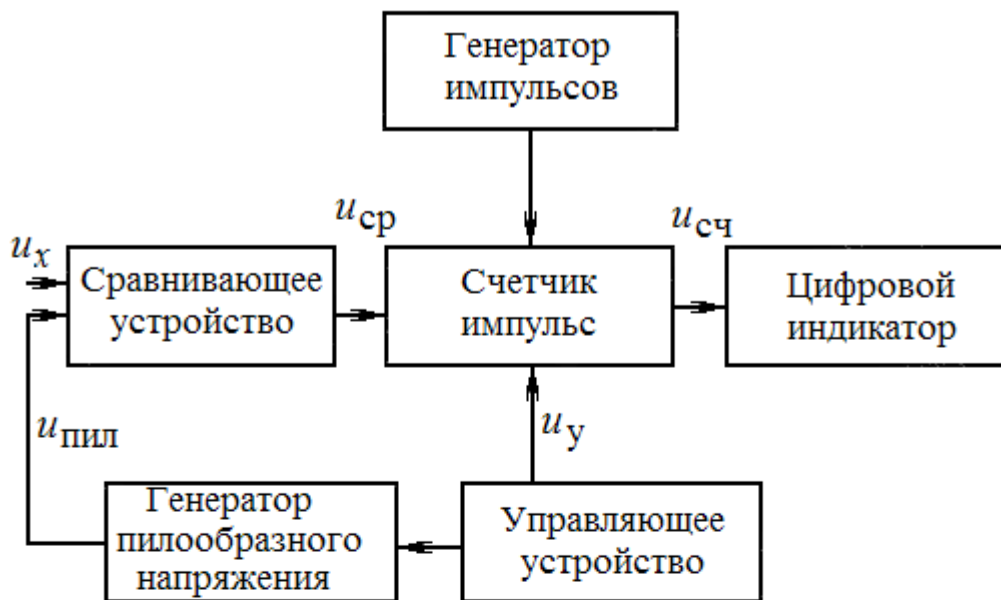 Генератор
импульсов
u_ср
u_сч
u_x
Сравнивающее
устройство
Счетчик
импульс
Цифровой
индикатор
u_пил
u_у
Генератор
пилообразного
напряжения
Управляющее
устройство